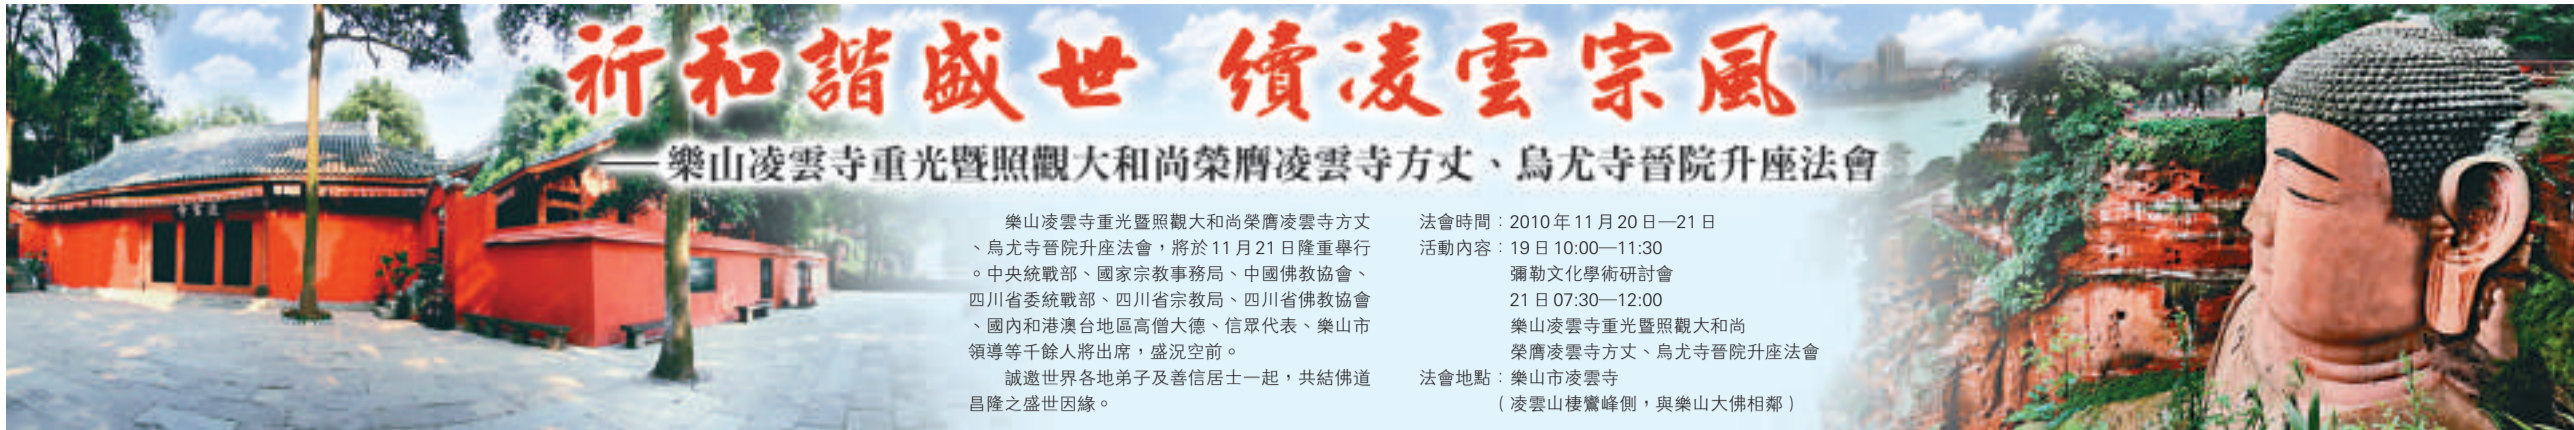 祈和諧盛世 續凌雲宗風
——樂山凌雲寺重光暨照觀大和尚榮膺凌雲寺方丈、烏尤寺晉院升座法會
樂山凌雲寺重光暨照觀大和尚榮膺凌雲寺方丈
、烏尤寺晉院升座法會，將於11月21日隆重舉行
。中央統戰部、國家宗教事務局、中國佛教協會、
四川省委統戰部、四川省宗教局、四川省佛教協會
、國內和港澳台地區高僧大德、信眾代表、樂山市
領導等千餘人將出席，盛況空前。
誠邀世界各地弟子及善信居士一起，共結佛道
昌隆之盛世因緣。
法會時間：2010年11月20日—21日
活動內容：19日10:00—11:30
彌勒文化學術研討會
21日07:30—12:00
樂山凌雲寺重光暨照觀大和尚
榮膺凌雲寺方丈、烏尤寺晉院升座法會
法會地點：樂山市凌雲寺
（凌雲山棲鸞峰側，與樂山大佛相鄰）